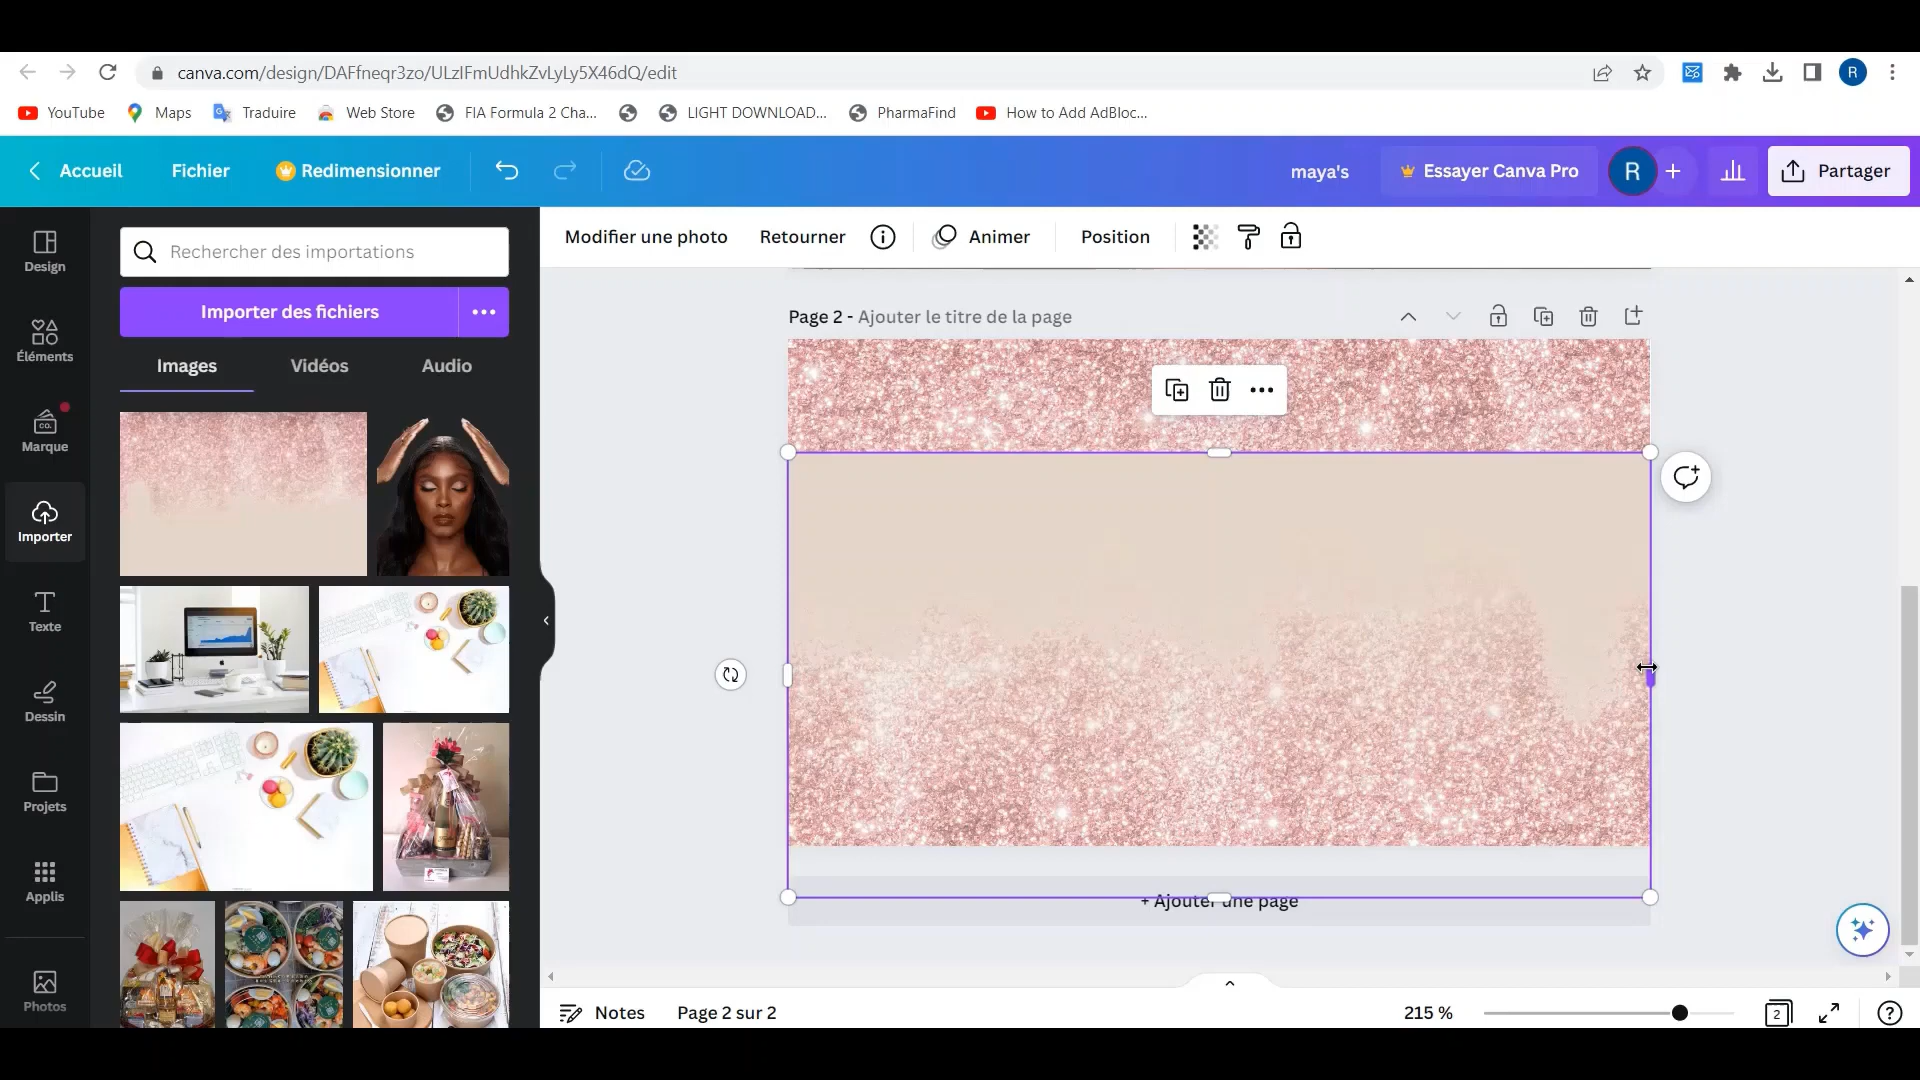 canva.com/design/DAFfneqr3zo/ULzIFmUdhkZvLyLy5X46dQ/edit
R
YouTube Maps Traduire Web Store FIA Formula 2 Cha... LIGHT DOWNLOAD... PharmaFind How to Add AdBloc...
Accueil Fichier Redimensionner maya's Essayer Canva Pro R + Partager
Modifier une photo Retourner Animer Position
Rechercher des importations
Importer des fichiers
Images Vidéos Audio
Design
Éléments
CO.
Marque
Importer
Texte
Dessin
Projets
Applis
Photos
Page 2 - Ajouter le titre de la page
+ Ajouter une page
Notes Page 2 sur 2 215 % 2 ?